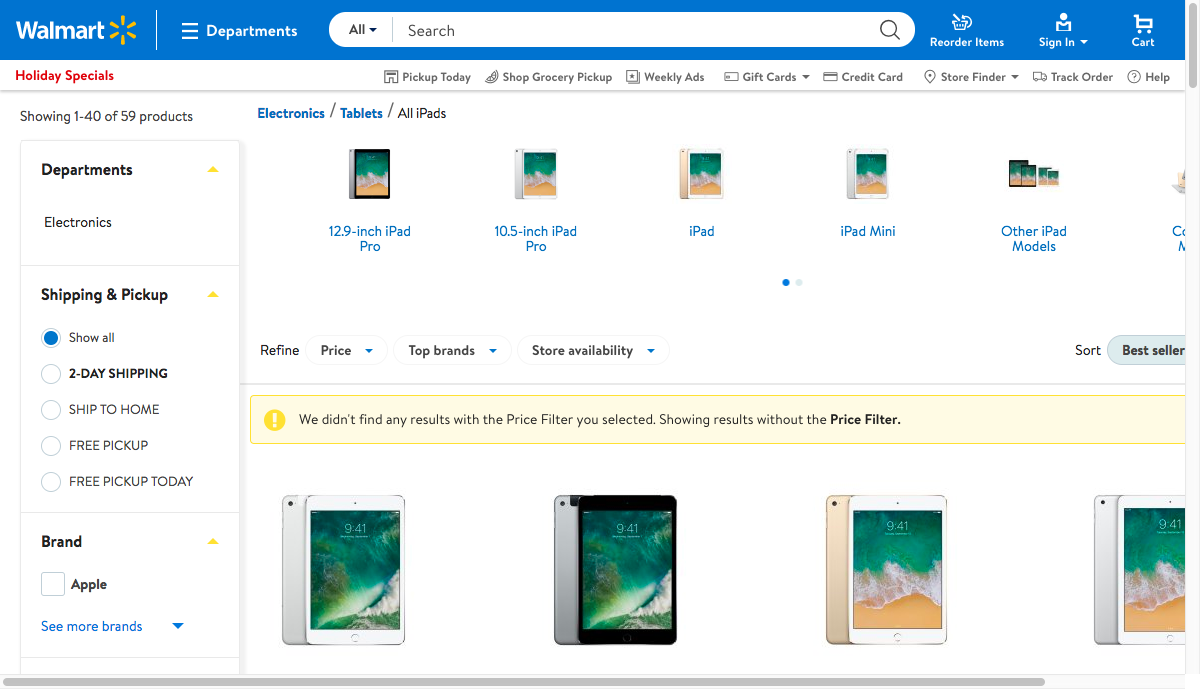 Walmart
Departments
All
Search
Reorder Items
Sign In
Cart
Holiday Specials
Pickup Today
Shop Grocery Pickup
Weekly Ads
Gift Cards
Credit Card
Store Finder
Track Order
Help
Showing 1-40 of 59 products
Electronics / Tablets / All iPads
Departments
Electronics
12.9-inch iPad
Pro
10.5-inch iPad
Pro
iPad
iPad Mini
Other iPad
Models
Shipping & Pickup
Show all
2-DAY SHIPPING
SHIP TO HOME
FREE PICKUP
FREE PICKUP TODAY
Refine
Price
Top brands
Store availability
Sort
Best seller
We didn't find any results with the Price Filter you selected. Showing results without the Price Filter.
Brand
Apple
See more brands
9:41
9:41
9:41
9:41